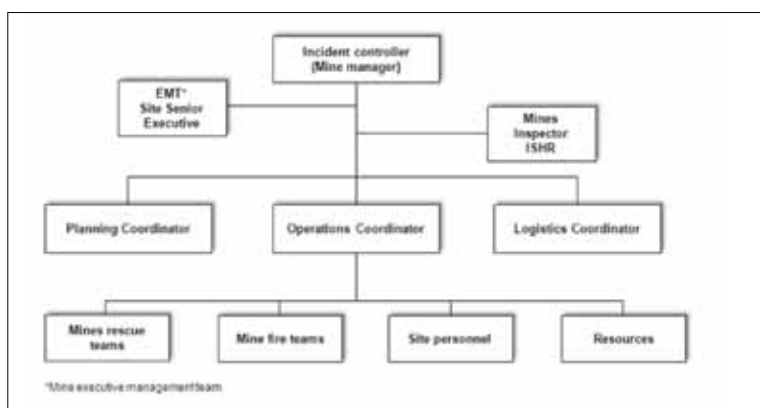 Incident controller
(Mine manager)
EMT*
Site Senior
Executive
Mines
Inspector
ISHR
Planning Coordinator
Operations Coordinator
Logistics Coordinator
Mines rescue
teams
Mine fire teams
Site personnel
Resources
*Mine executive management team